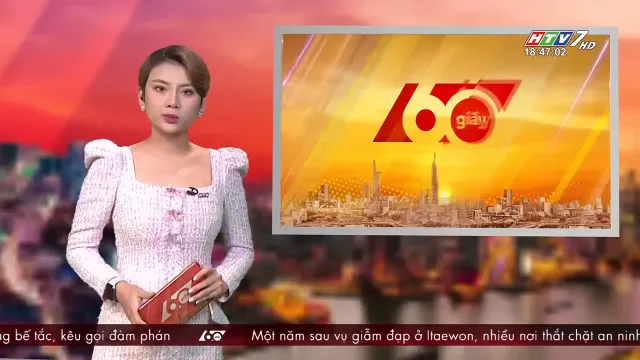 HTV7 HD
18:47:02
60 giây
60
ng bế tắc, kêu gọi đàm phán 60 Một năm sau vụ giẫm đạp ở Itaewon, nhiều nơi thắt chặt an ninh